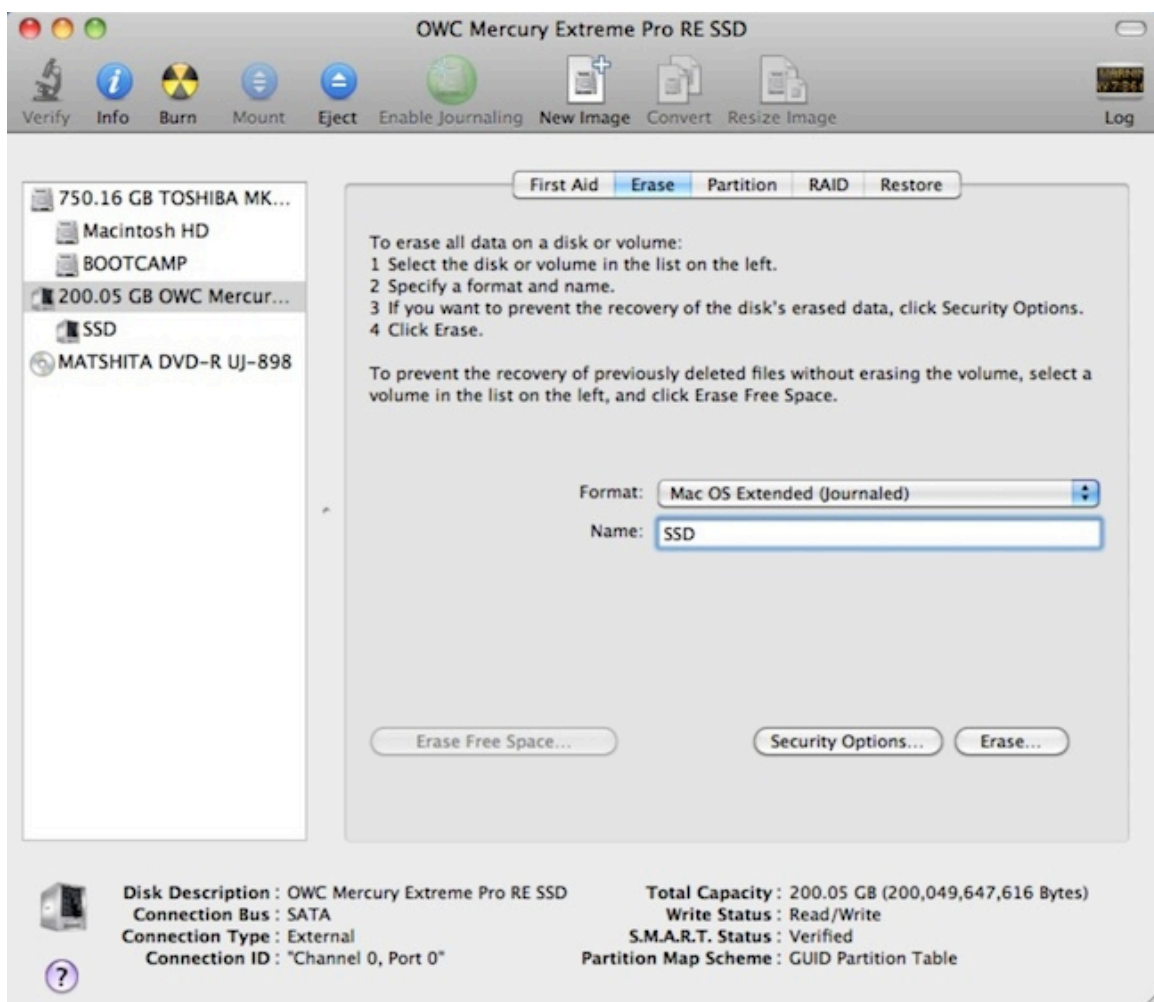 OWC Mercury Extreme Pro RE SSD
Verify Info Burn Mount Eject Enable Journaling New Image Convert Resize Image Log
750.16 GB TOSHIBA MK...
Macintosh HD
BOOTCAMP
200.05 GB OWC Mercur...
SSD
MATSHITA DVD-R UJ-898
First Aid Erase Partition RAID Restore
To erase all data on a disk or volume:
1 Select the disk or volume in the list on the left.
2 Specify a format and name.
3 If you want to prevent the recovery of the disk's erased data, click Security Options.
4 Click Erase.
To prevent the recovery of previously deleted files without erasing the volume, select a
volume in the list on the left, and click Erase Free Space.
Format: Mac OS Extended (Journaled)
Name: SSD
Erase Free Space... Security Options... Erase...
Disk Description : OWC Mercury Extreme Pro RE SSD
Connection Bus : SATA
Connection Type : External
Connection ID : "Channel 0, Port 0"
Total Capacity : 200.05 GB (200,049,647,616 Bytes)
Write Status : Read/Write
S.M.A.R.T. Status : Verified
Partition Map Scheme : GUID Partition Table
?